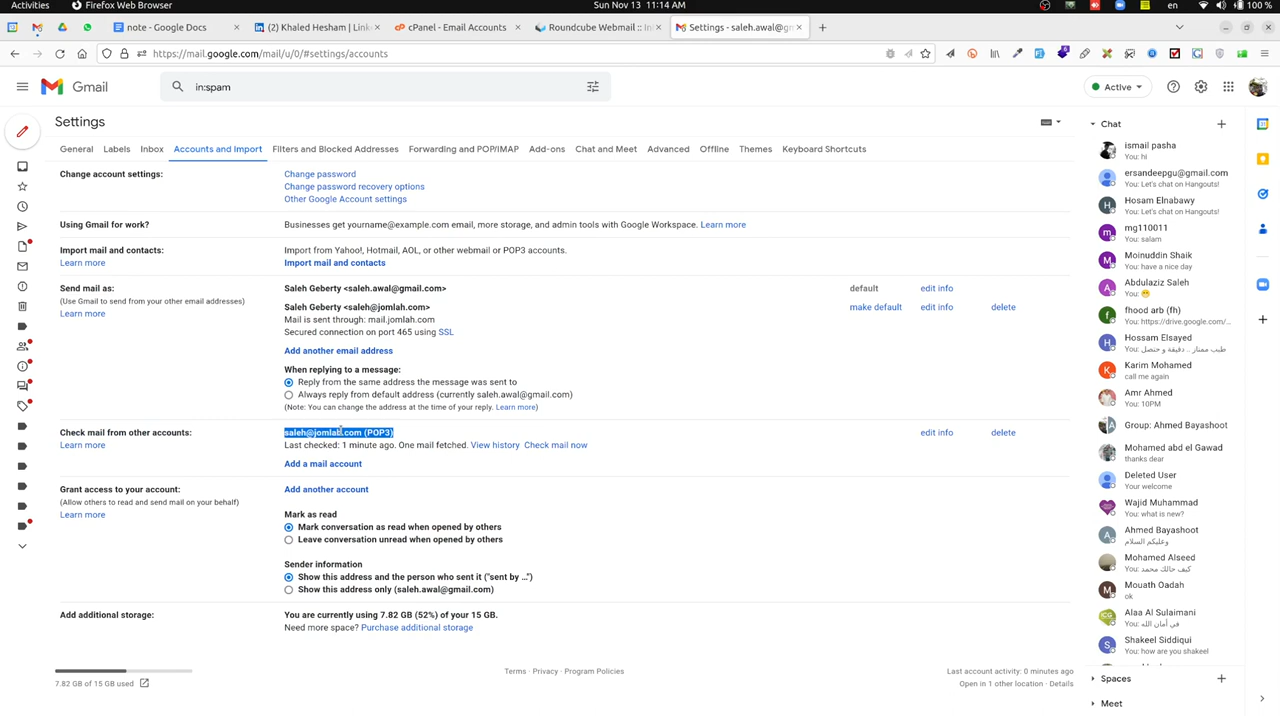 Activities
Firefox Web Browser
Sun Nov 13 11:14 AM
en
100 %
note - Google Docs
(2) Khaled Hesham | Link
cPanel - Email Accounts
Roundcube Webmail :: In
Settings - saleh.awal@gm
https://mail.google.com/mail/u/0/#settings/accounts
Gmail
in:spam
Active
Settings
General
Labels
Inbox
Accounts and Import
Filters and Blocked Addresses
Forwarding and POP/IMAP
Add-ons
Chat and Meet
Advanced
Offline
Themes
Keyboard Shortcuts
Change account settings:
Change password
Change password recovery options
Other Google Account settings
Using Gmail for work?
Businesses get yourname@example.com email, more storage, and admin tools with Google Workspace. Learn more
Import mail and contacts:
Learn more
Import from Yahoo!, Hotmail, AOL, or other webmail or POP3 accounts.
Import mail and contacts
Send mail as:
(Use Gmail to send from your other email addresses)
Learn more
Saleh Geberty <saleh.awal@gmail.com>
default
edit info
Saleh Geberty <saleh@jomlah.com>
make default
edit info
delete
Mail is sent through: mail.jomlah.com
Secured connection on port 465 using SSL
Add another email address
When replying to a message:
Reply from the same address the message was sent to
Always reply from default address (currently saleh.awal@gmail.com)
(Note: You can change the address at the time of your reply. Learn more)
Check mail from other accounts:
Learn more
saleh@jomlah.com (POP3)
edit info
delete
Last checked: 1 minute ago. One mail fetched. View history Check mail now
Add a mail account
Grant access to your account:
(Allow others to read and send mail on your behalf)
Learn more
Add another account
Mark as read
Mark conversation as read when opened by others
Leave conversation unread when opened by others
Sender information
Show this address and the person who sent it ("sent by ...")
Show this address only (saleh.awal@gmail.com)
Add additional storage:
You are currently using 7.82 GB (52%) of your 15 GB.
Need more space? Purchase additional storage
7.82 GB of 15 GB used
Terms · Privacy · Program Policies
Last account activity: 0 minutes ago
Open in 1 other location · Details
Chat
ismail pasha
You: hi
ersandeepgu@gmail.com
You: Let's chat on Hangouts!
Hosam Elnabawy
You: Let's chat on Hangouts!
mg110011
You: salam
Moinuddin Shaik
You: have a nice day
Abdulaziz Saleh
You: 😁
fhood arb (fh)
You: https://drive.google.com/...
Hossam Elsayed
You: طيب ممتاز .. دقيقة و حتصل
Karim Mohamed
call me again
Amr Ahmed
You: 10PM
Group: Ahmed Bayashoot
Mohamed abd el Gawad
thanks dear
Deleted User
Your welcome
Wajid Muhammad
You: what is new?
Ahmed Bayashoot
وعليكم السلام
Mohamed Alseed
You: كيف حالك محمد
Mouath Oadah
ok
Alaa Al Sulaimani
You: في أمان الله
Shakeel Siddiqui
You: how are you shakeel
Spaces
Meet